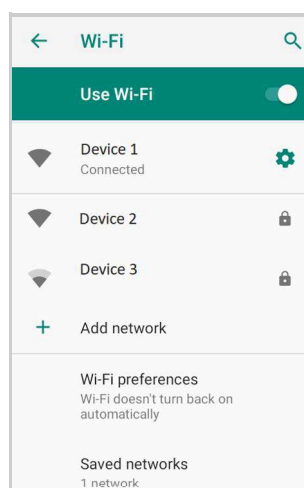 Wi-Fi
Use Wi-Fi
Device 1
Connected
Device 2
Device 3
Add network
Wi-Fi preferences
Wi-Fi doesn't turn back on
automatically
Saved networks
1 network